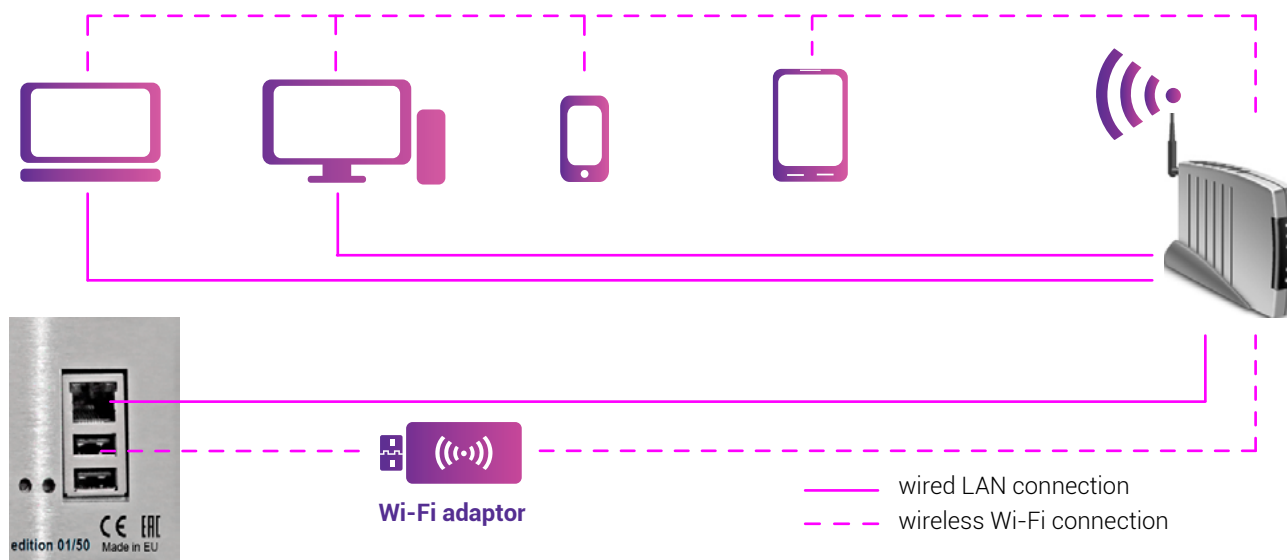 Wi-Fi adaptor
wired LAN connection
wireless Wi-Fi connection
CE EAC
edition 01/50 Made in EU